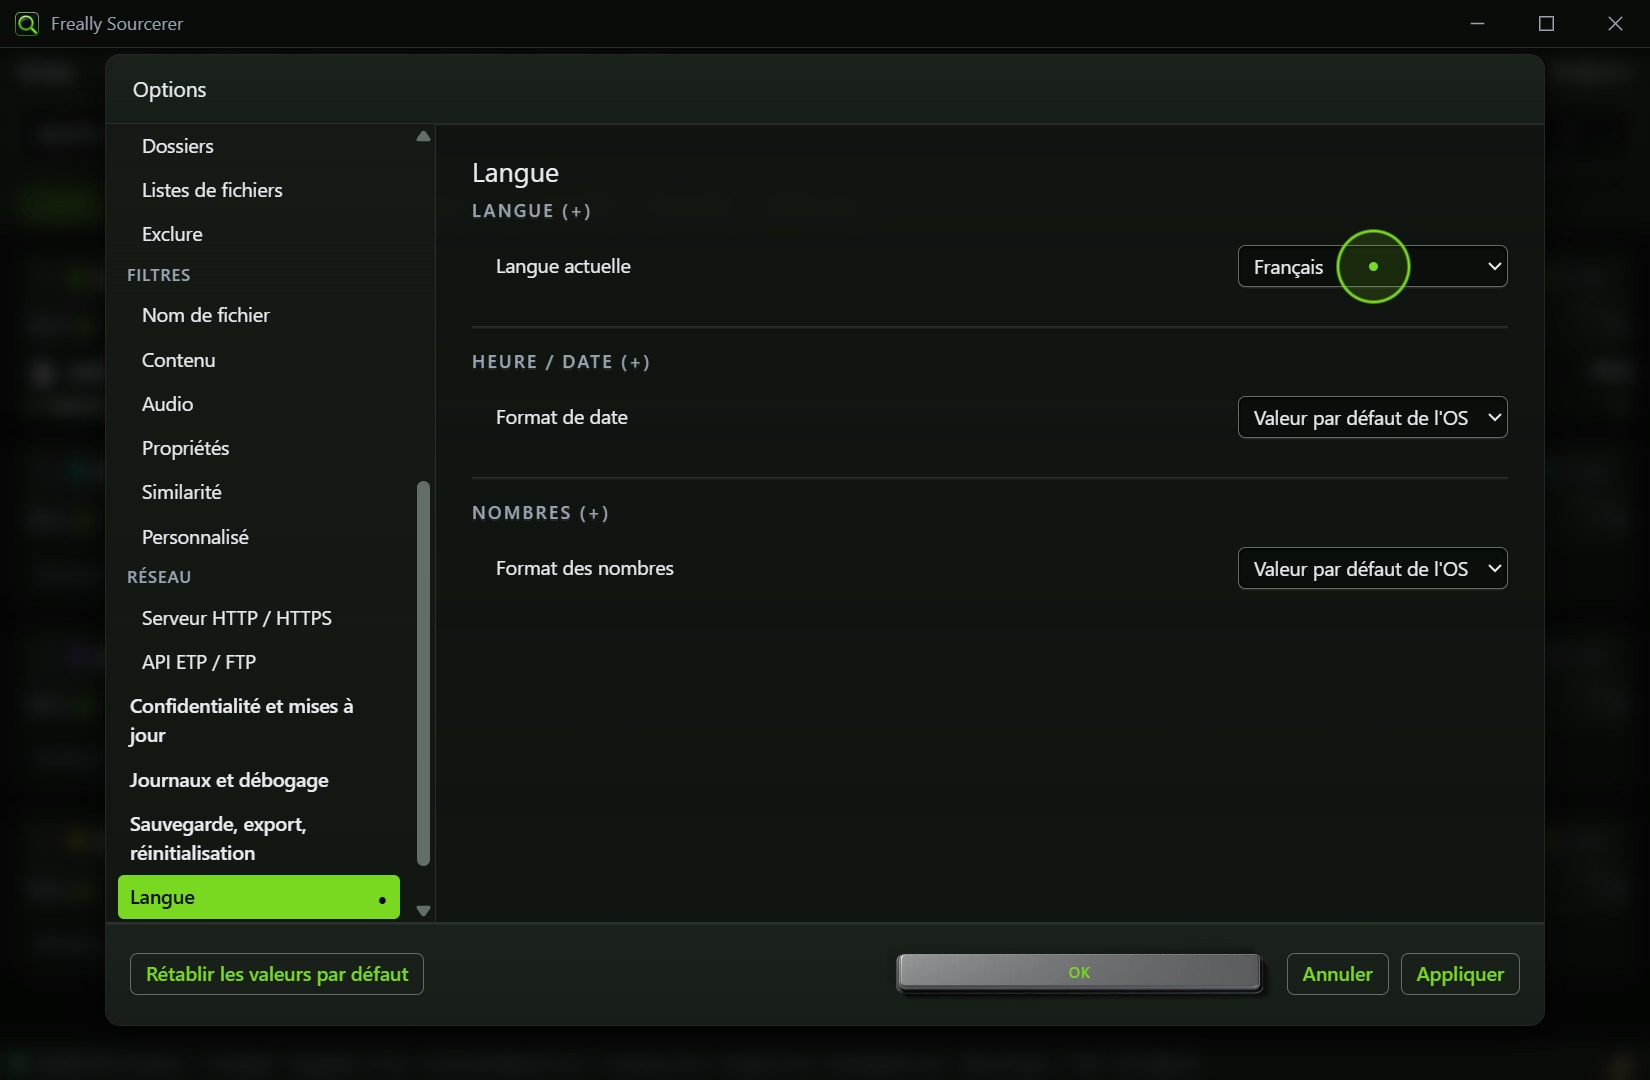 Freally Sourcerer
Options
Dossiers
Listes de fichiers
Exclure
FILTRES
Nom de fichier
Contenu
Audio
Propriétés
Similarité
Personnalisé
RÉSEAU
Serveur HTTP / HTTPS
API ETP / FTP
Confidentialité et mises à
jour
Journaux et débogage
Sauvegarde, export,
réinitialisation
Langue
Langue
LANGUE (+)
Langue actuelle
Français
HEURE / DATE (+)
Format de date
Valeur par défaut de l'OS
NOMBRES (+)
Format des nombres
Valeur par défaut de l'OS
Rétablir les valeurs par défaut
OK
Annuler
Appliquer